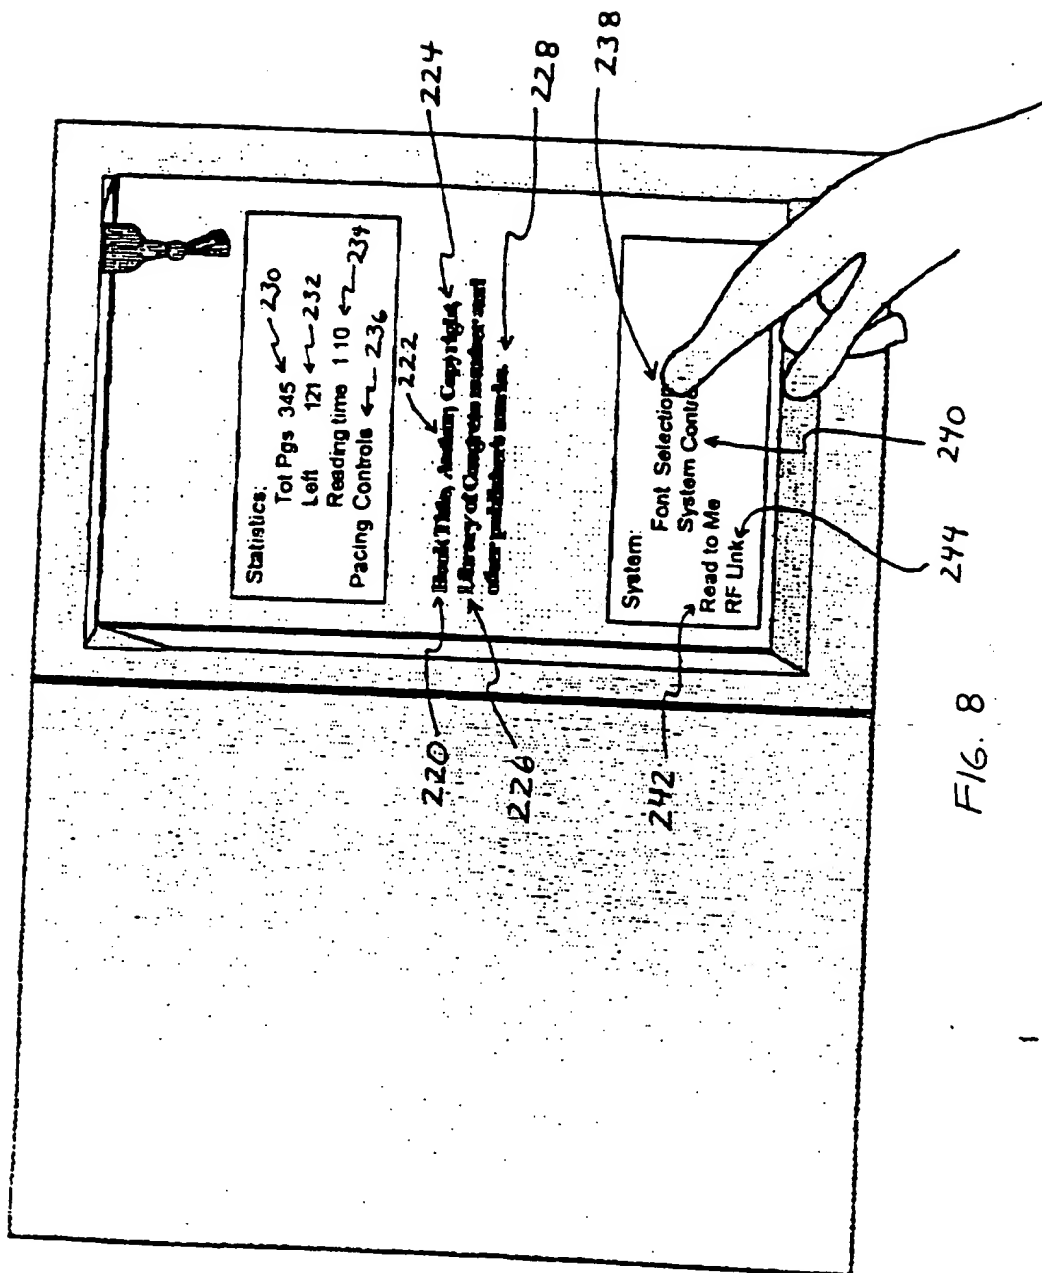 Statistics:
Tot Pgs 345 230
Left 121 232
Reading time 110 234
Pacing Controls 236
222
220 Book Title, Author, Copyright, 224
226 Library of Congress number and
other publisher's marks. 228
System:
Font Selection 238
System Contro 240
242 Read to Me
RF Link 244
FIG. 8